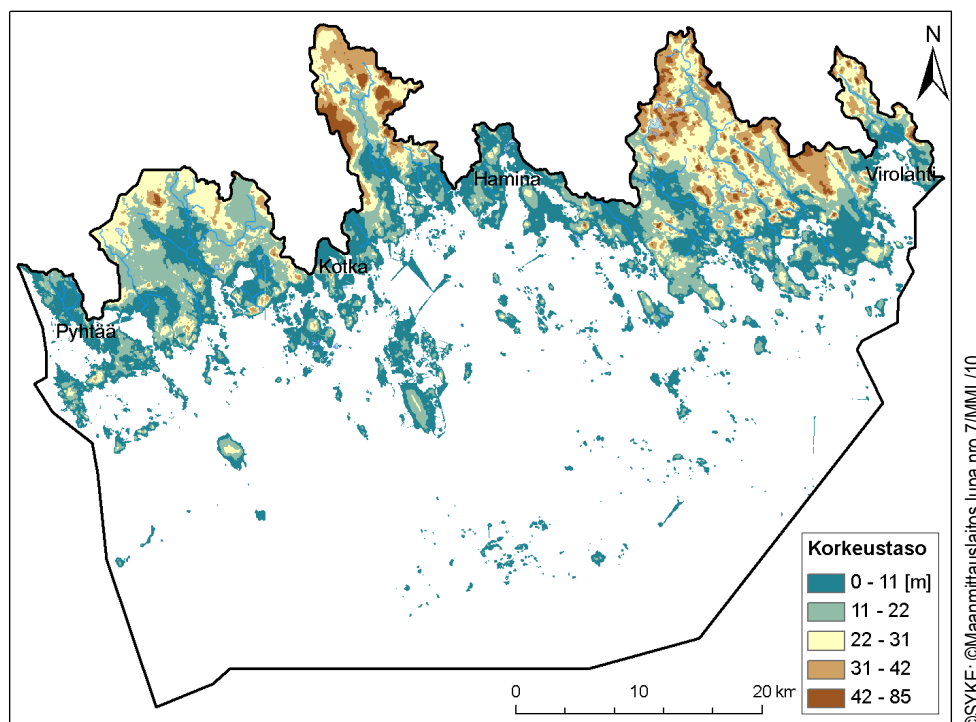 N
Virolahti
Hamina
Kotka
Pyhtää
Korkeustaso
0 - 11 [m]
11 - 22
22 - 31
31 - 42
42 - 85
0 10 20 km
©SYKE; ©Maanmittauslaitos lupa nro 7/MML/10